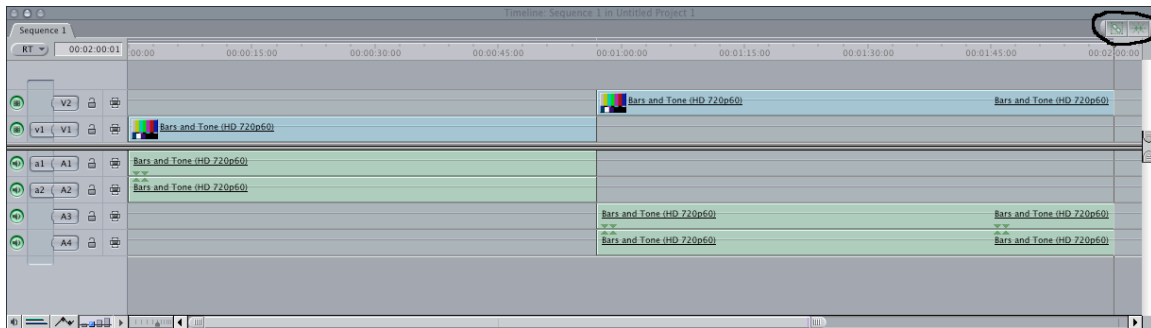 Timeline: Sequence 1 in Untitled Project 1
Sequence 1
RT 00:02:00:01 00:00 00:00:15:00 00:00:30:00 00:00:45:00 00:01:00:00 00:01:15:00 00:01:30:00 00:01:45:00 00:02:00:00
V2 Bars and Tone (HD 720p60) Bars and Tone (HD 720p60)
v1 V1 Bars and Tone (HD 720p60)
a1 A1 Bars and Tone (HD 720p60)
a2 A2 Bars and Tone (HD 720p60)
A3 Bars and Tone (HD 720p60) Bars and Tone (HD 720p60)
A4 Bars and Tone (HD 720p60) Bars and Tone (HD 720p60)